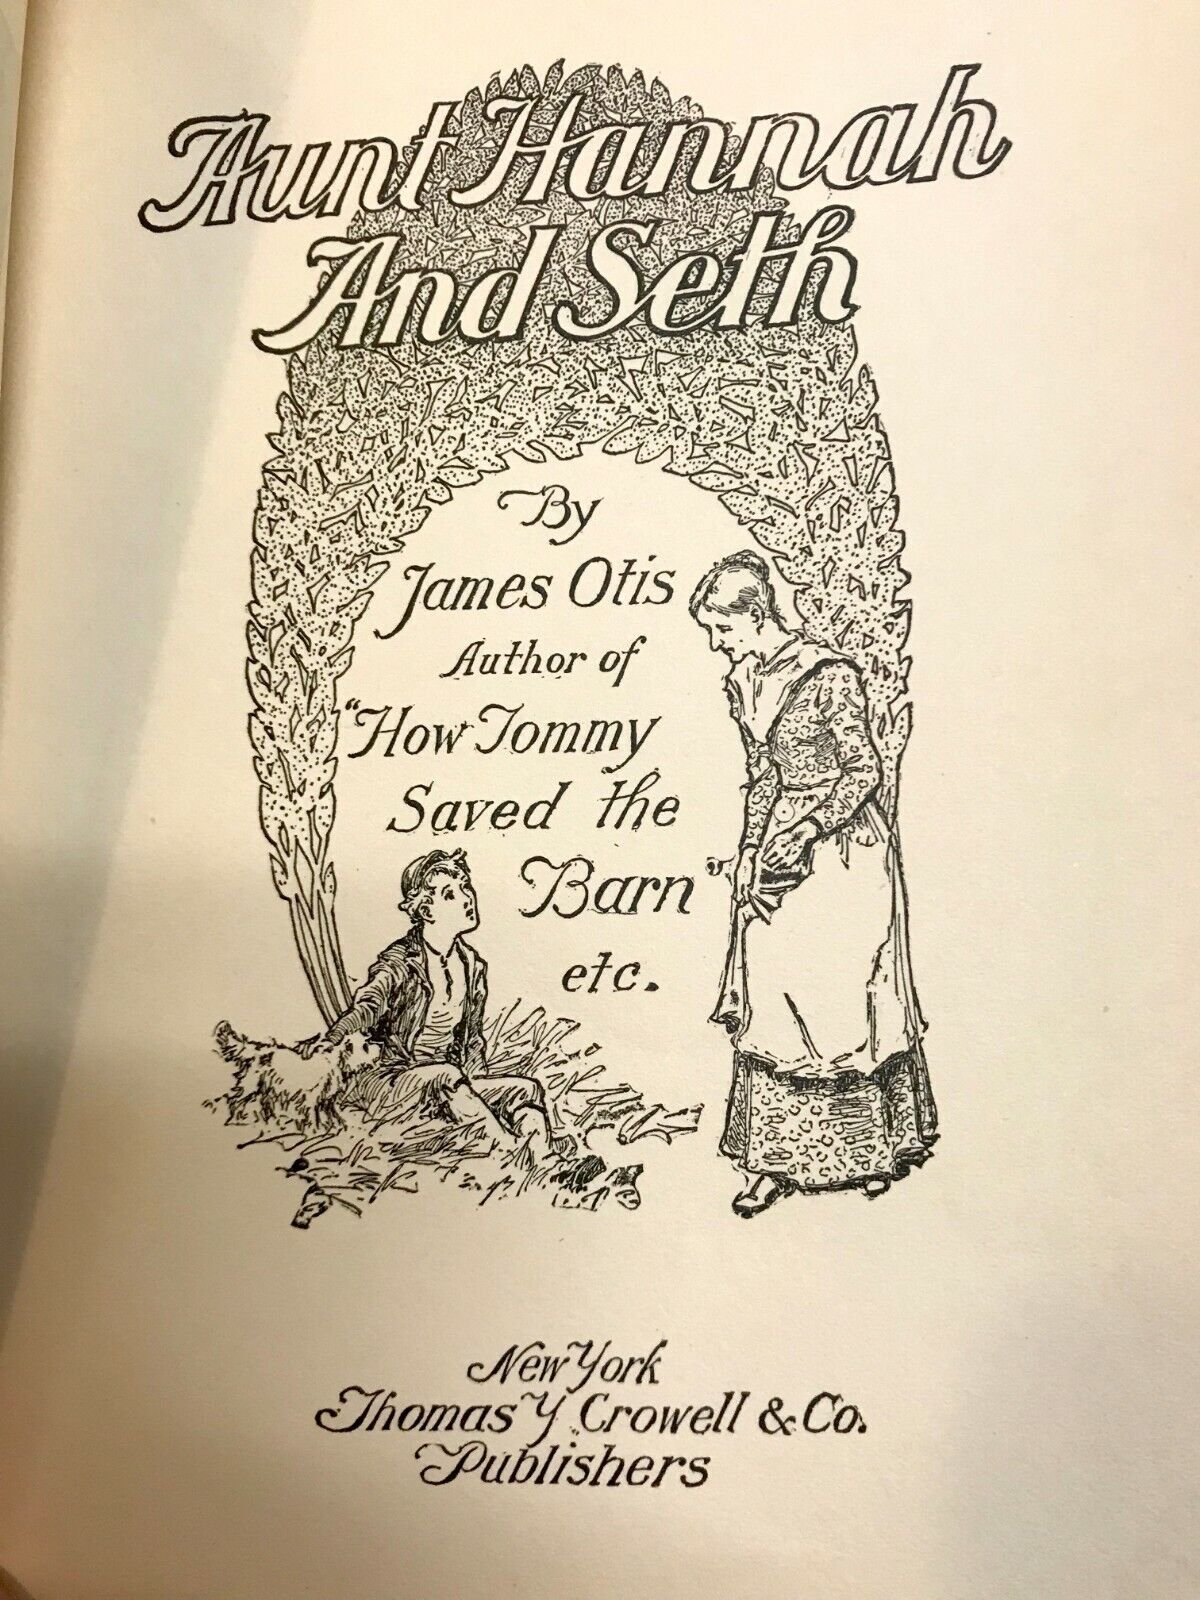 Aunt Hannah
And Seth
By
James Otis
Author of
"How Tommy
Saved the
Barn"
etc.
New York
Thomas Y Crowell & Co.
Publishers